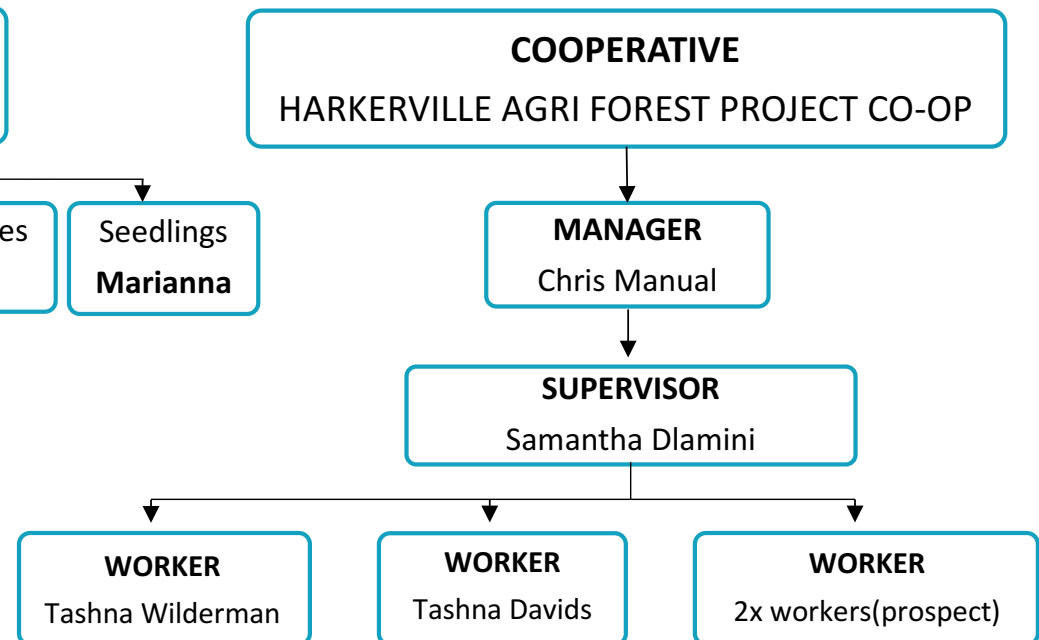 COOPERATIVE
HARKERVILLE AGRI FOREST PROJECT CO-OP
es
Seedlings
Marianna
MANAGER
Chris Manual
SUPERVISOR
Samantha Dlamini
WORKER
Tashna Wilderman
WORKER
Tashna Davids
WORKER
2x workers(prospect)